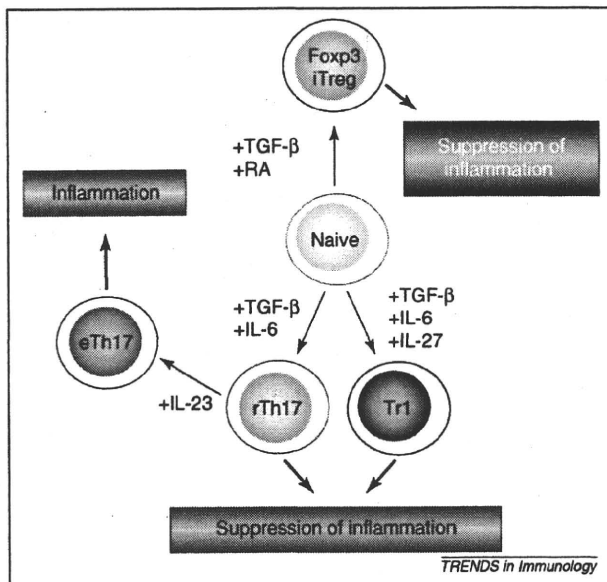 Foxp3
iTreg
+TGF-β
+RA
Suppression of
inflammation
Inflammation
Naive
+TGF-β
+IL-6
+TGF-β
+IL-6
+IL-27
eTh17
+IL-23
rTh17
Tr1
Suppression of inflammation
TRENDS in Immunology